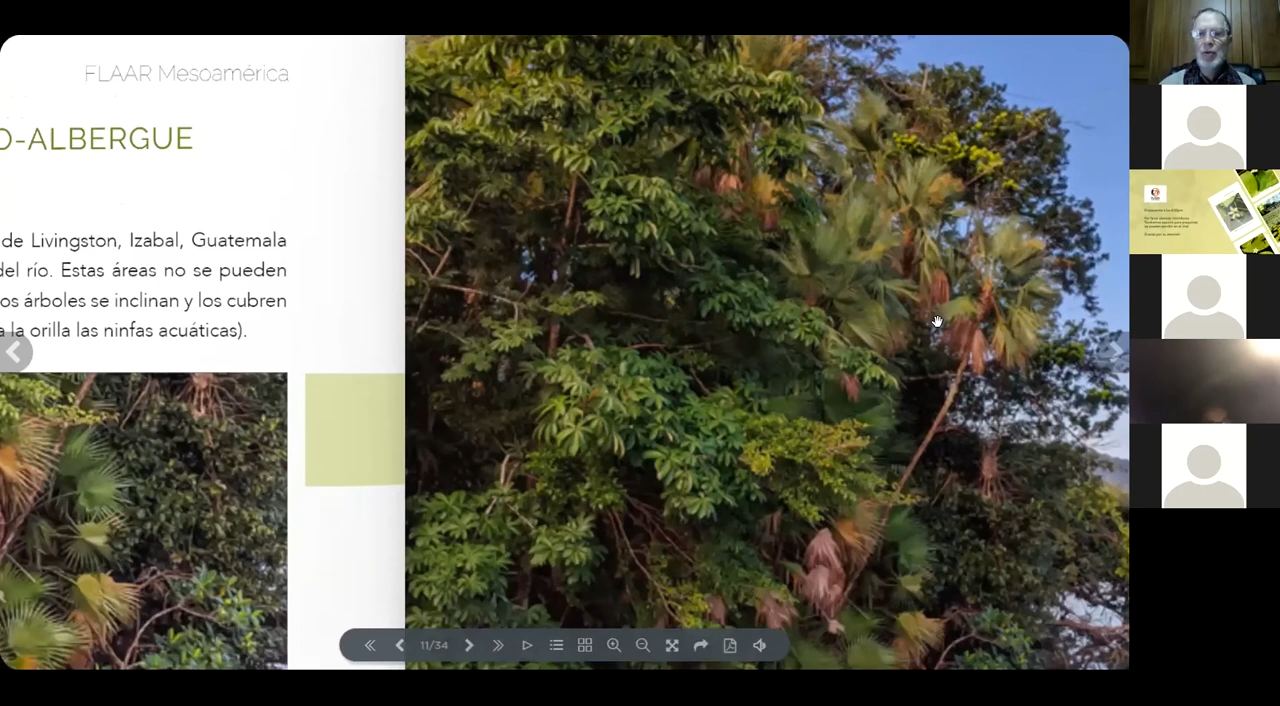 FLAAR Mesoamérica
O-ALBERGUE
de Livingston, Izabal, Guatemala
del río. Estas áreas no se pueden
os árboles se inclinan y los cubren
a la orilla las ninfas acuáticas).
11/34